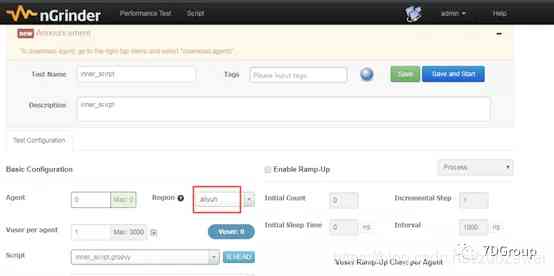 nGrinder Performance Test Script admin Help
new Announcement
To download agent, go to the right top menu and select "download agents".
Test Name inner_script Tags Please input tags. Save Save and Start
Description inner_script
Test Configuration
Basic Configuration Enable Ramp-Up Process
Agent 0 Max: 0 Region aliyun Initial Count 0 Incremental Step 1
Vuser per agent 1 Max: 3000 Vuser: 0 Initial Sleep Time 0 ms Interval 1000 ms
Script inner_script.groovy HEAD Vuser Ramp-Up Chart per Agent
7DGroup